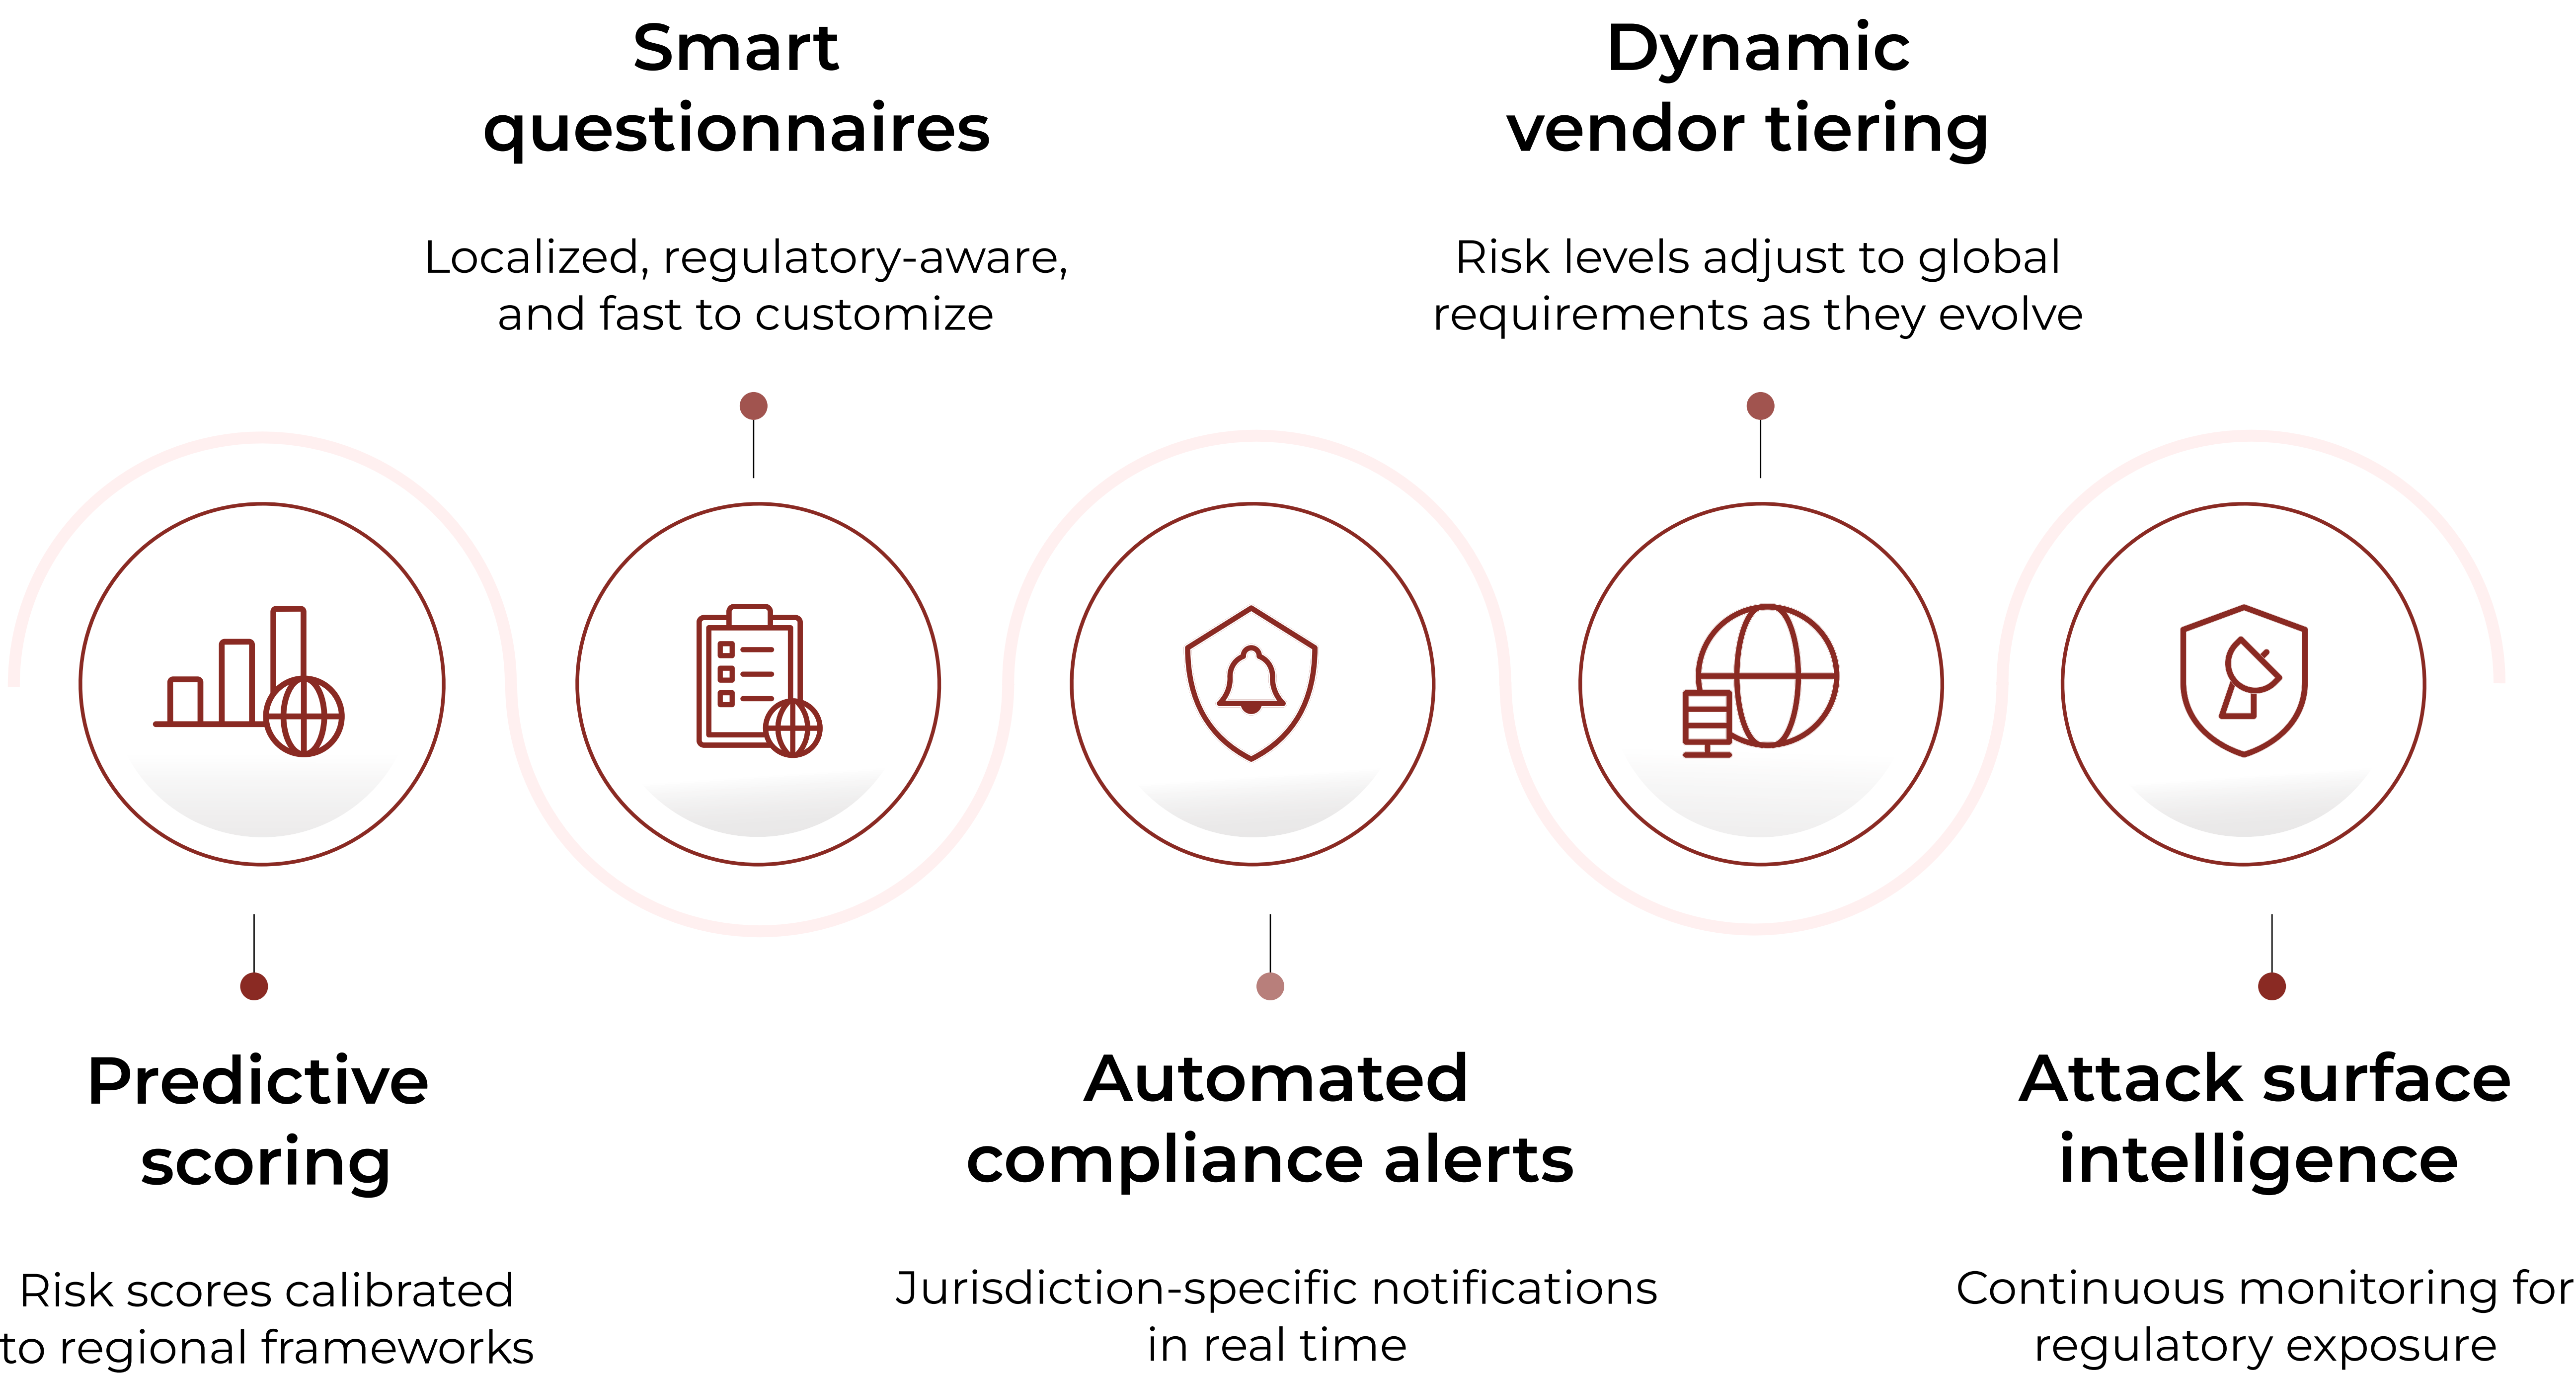 Smart
questionnaires
Localized, regulatory-aware,
and fast to customize
Dynamic
vendor tiering
Risk levels adjust to global
requirements as they evolve
Predictive
scoring
Risk scores calibrated
to regional frameworks
Automated
compliance alerts
Jurisdiction-specific notifications
in real time
Attack surface
intelligence
Continuous monitoring for
regulatory exposure